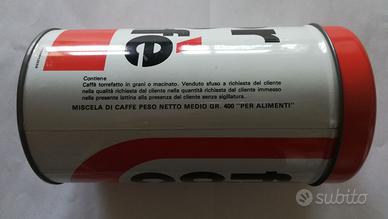 r
fe
Contiene
Caffè torrefatto in grani o macinato. Venduto sfuso a richiesta del cliente
nella qualità richiesta dal cliente nella quantità richiesta dal cliente immesso
nella presente lattina alla presenza del cliente senza sigillatura.
MISCELA DI CAFFE PESO NETTO MEDIO GR. 400 "PER ALIMENTI"
subito